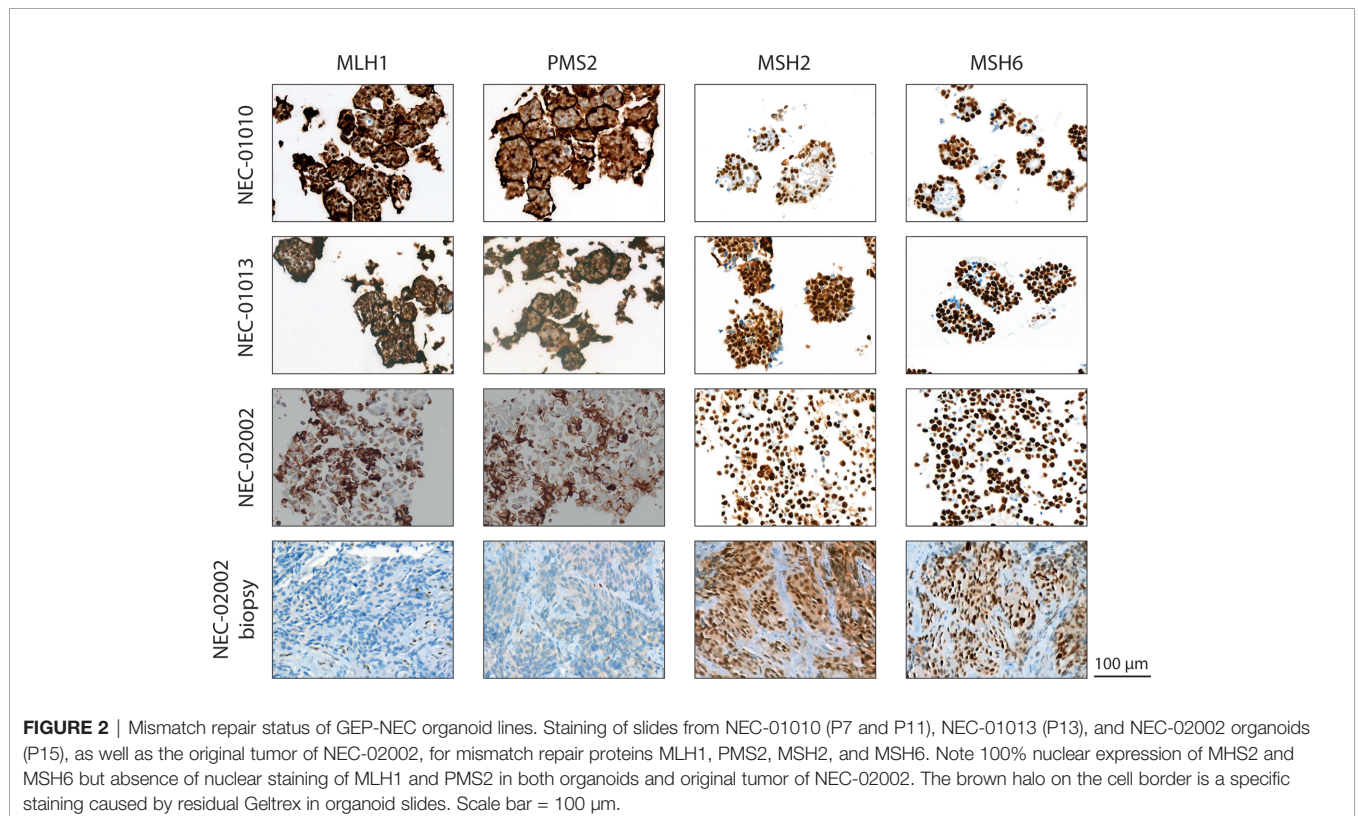 MLH1 PMS2 MSH2 MSH6
NEC-01010
NEC-01013
NEC-02002
NEC-02002
biopsy
100 µm
FIGURE 2 | Mismatch repair status of GEP-NEC organoid lines. Staining of slides from NEC-01010 (P7 and P11), NEC-01013 (P13), and NEC-02002 organoids
(P15), as well as the original tumor of NEC-02002, for mismatch repair proteins MLH1, PMS2, MSH2, and MSH6. Note 100% nuclear expression of MHS2 and
MSH6 but absence of nuclear staining of MLH1 and PMS2 in both organoids and original tumor of NEC-02002. The brown halo on the cell border is a specific
staining caused by residual Geltrex in organoid slides. Scale bar = 100 µm.